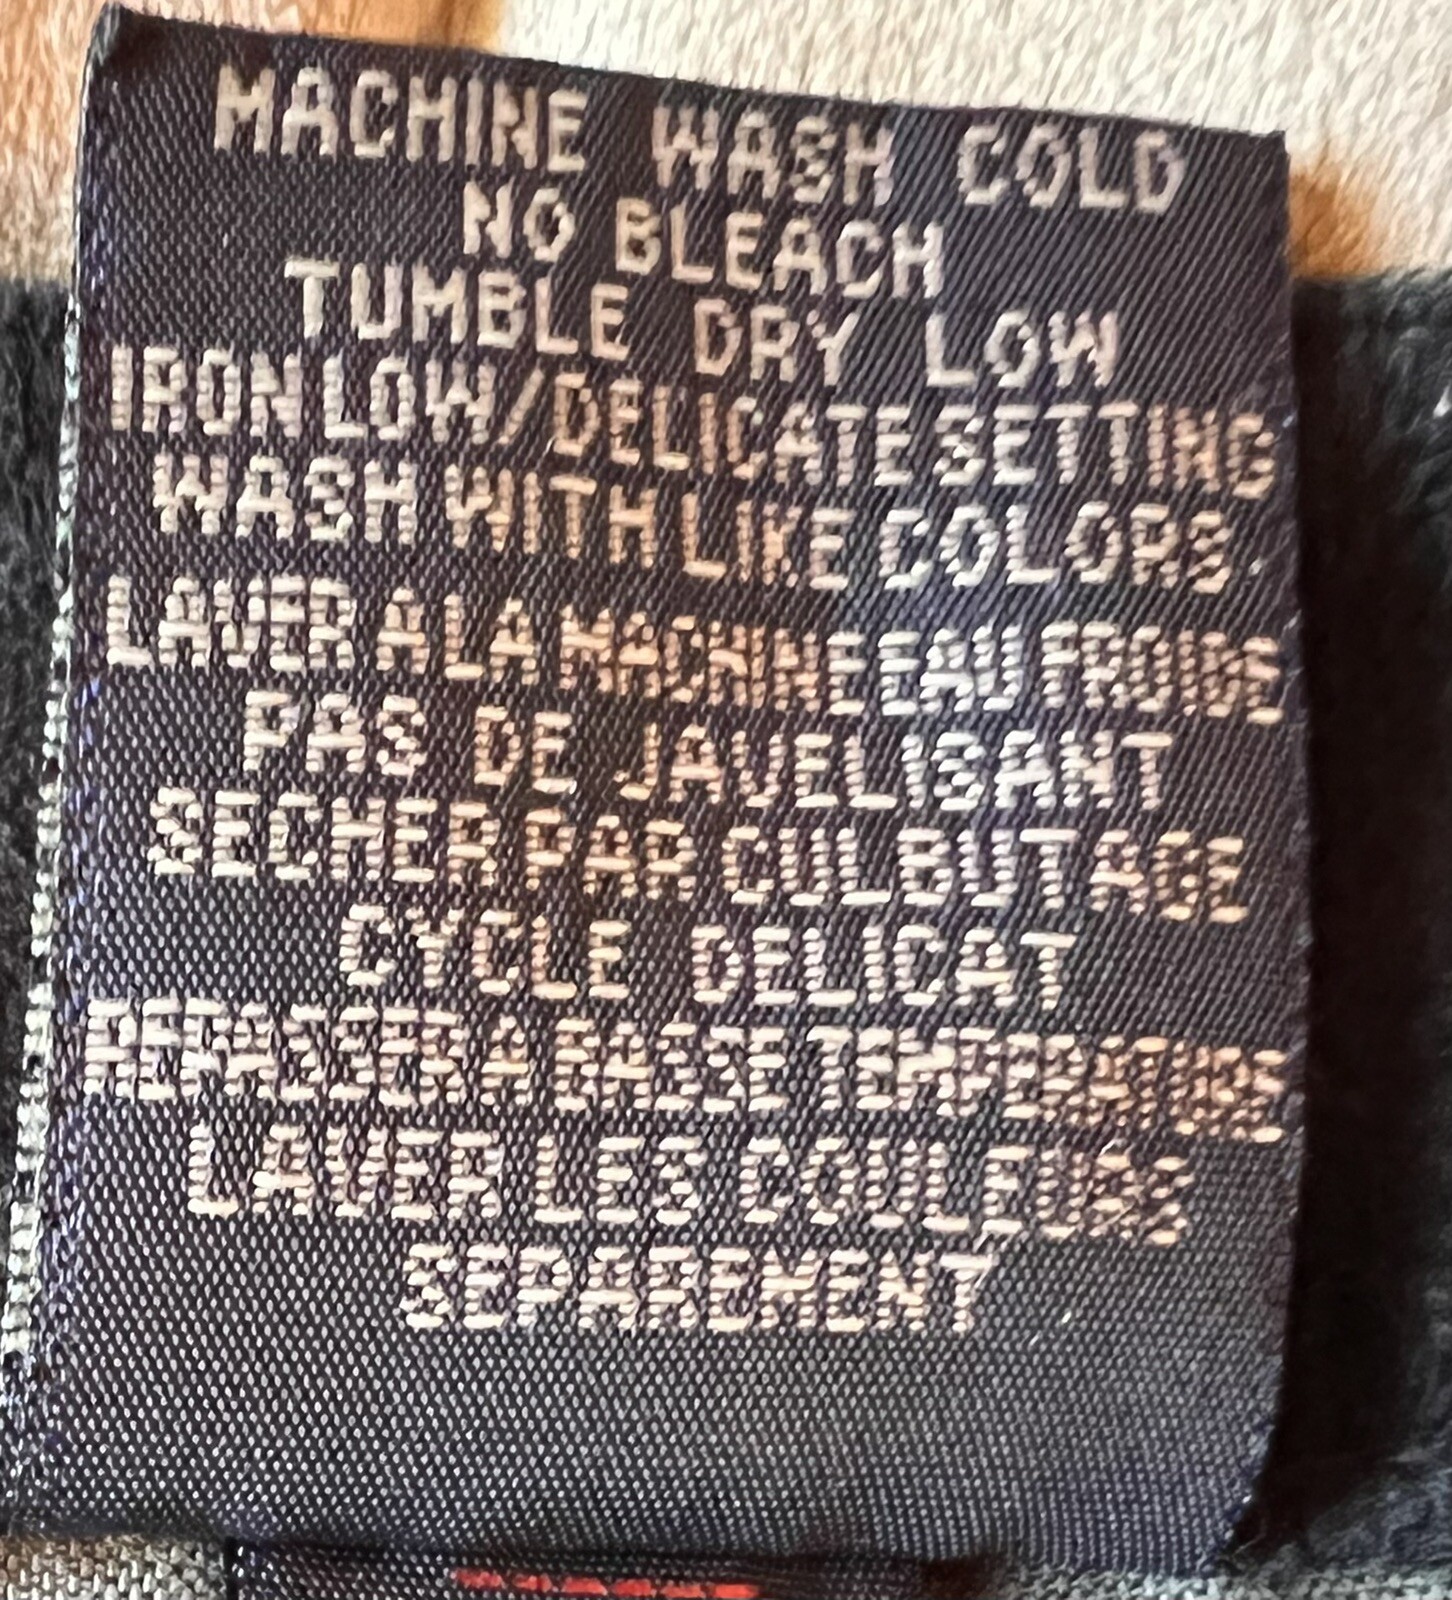 MACHINE WASH COLD
NO BLEACH
TUMBLE DRY LOW
IRON LOW/DELICATE SETTING
WASH WITH LIKE COLORS
LAVER A LA MACHINE EAU FROIDE
PAS DE JAVELISANT
SECHER PAR CULBUTAGE
CYCLE DELICAT
REPASSER A BASSE TEMPERATURE
LAVER LES COULEURS
SEPAREMENT